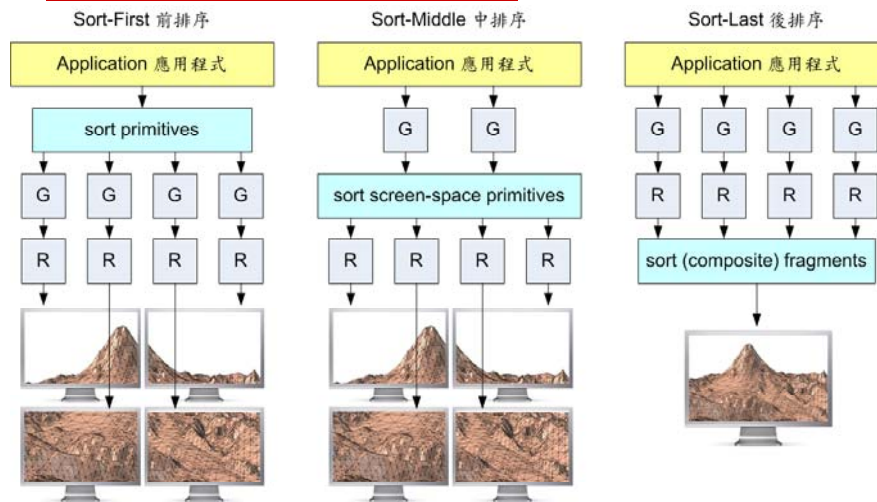 Sort-First 前排序
Application 應用程式
sort primitives
G G G G
R R R R
Sort-Middle 中排序
Application 應用程式
G G
sort screen-space primitives
R R R R
Sort-Last 後排序
Application 應用程式
G G G G
R R R R
sort (composite) fragments